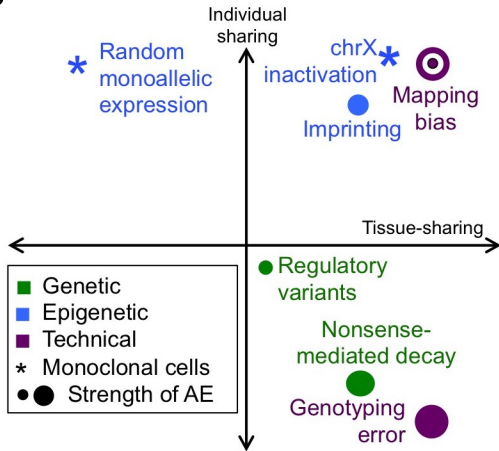 Individual
sharing
Random
monoallelic
expression
chrX
inactivation
Mapping
bias
Imprinting
Tissue-sharing
Regulatory
variants
Genetic
Epigenetic
Technical
* Monoclonal cells
Strength of AE
Nonsense-
mediated decay
Genotyping
error